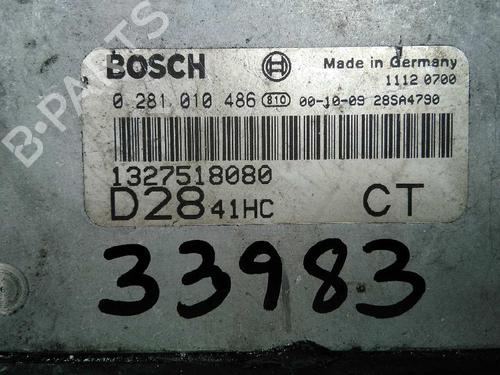 BOSCH
Made in Germany
1112 0700
0 281 010 486 810 00-10-09 28SA4790
1327518080
D28 41HC CT
33983
B-PARTS